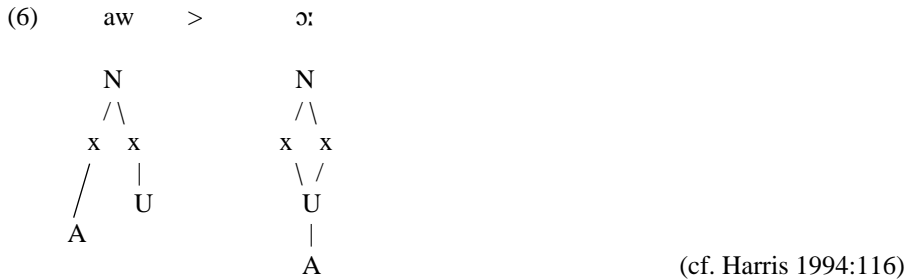 (6) aw > ɔː
N N
/ \ / \
x x x x
/ | \ /
U U
A |
A (cf. Harris 1994:116)